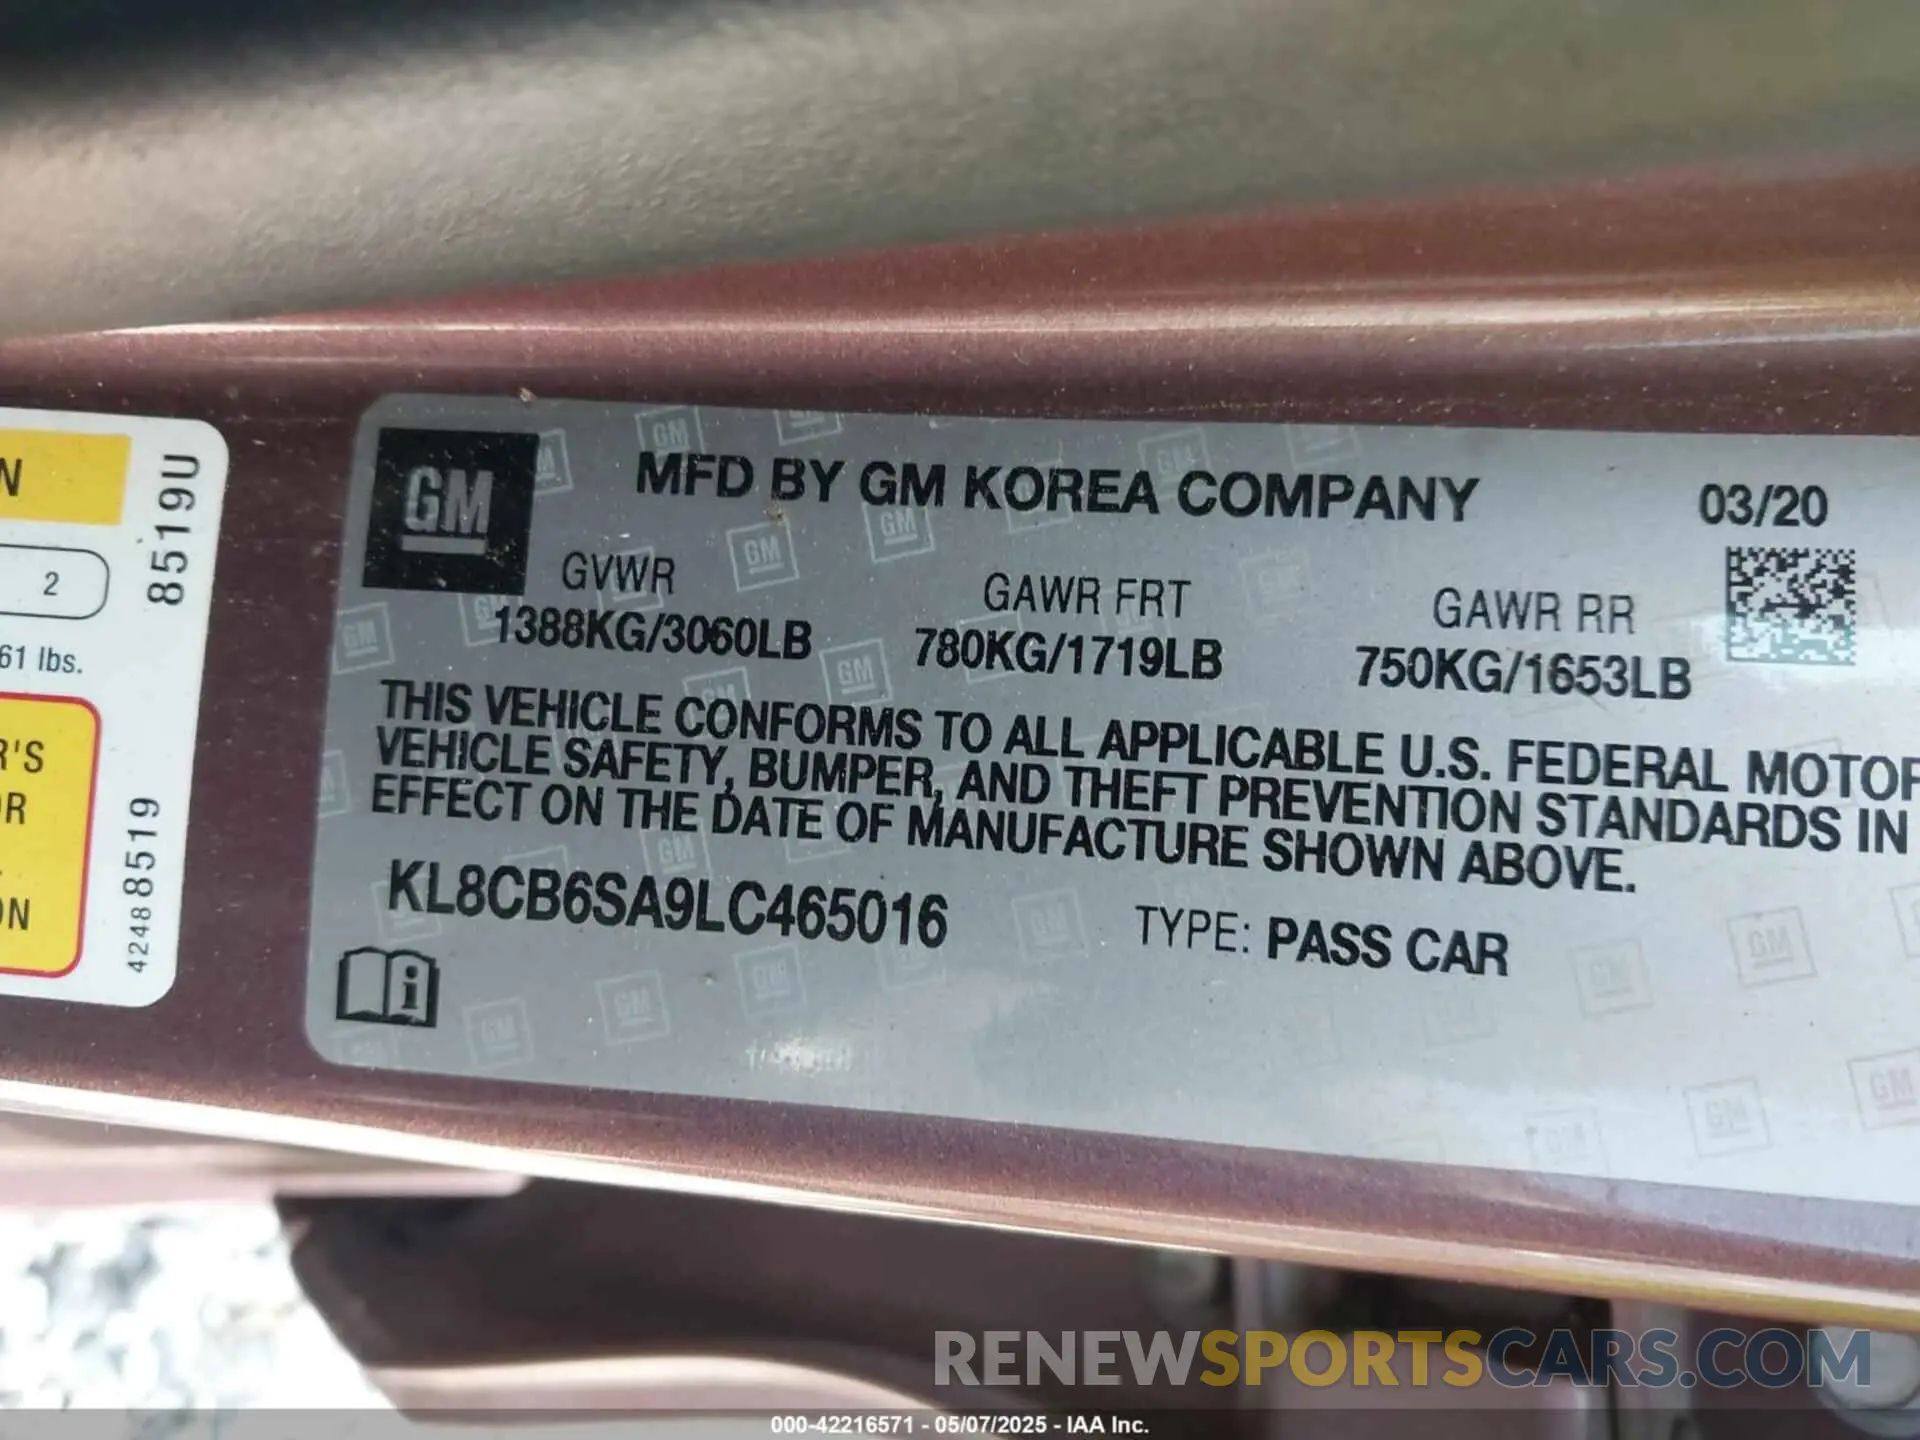 N
2
61 lbs.
R'S
OR
ON
8519U
42488519
GM
MFD BY GM KOREA COMPANY
03/20
GVWR
GAWR FRT
GAWR RR
1388KG/3060LB
780KG/1719LB
750KG/1653LB
THIS VEHICLE CONFORMS TO ALL APPLICABLE U.S. FEDERAL MOTOR
VEHICLE SAFETY, BUMPER, AND THEFT PREVENTION STANDARDS IN
EFFECT ON THE DATE OF MANUFACTURE SHOWN ABOVE.
KL8CB6SA9LC465016
TYPE: PASS CAR
i
RENEWSPORTSCARS.COM
000-42216571 - 05/07/2025 - IAA Inc.